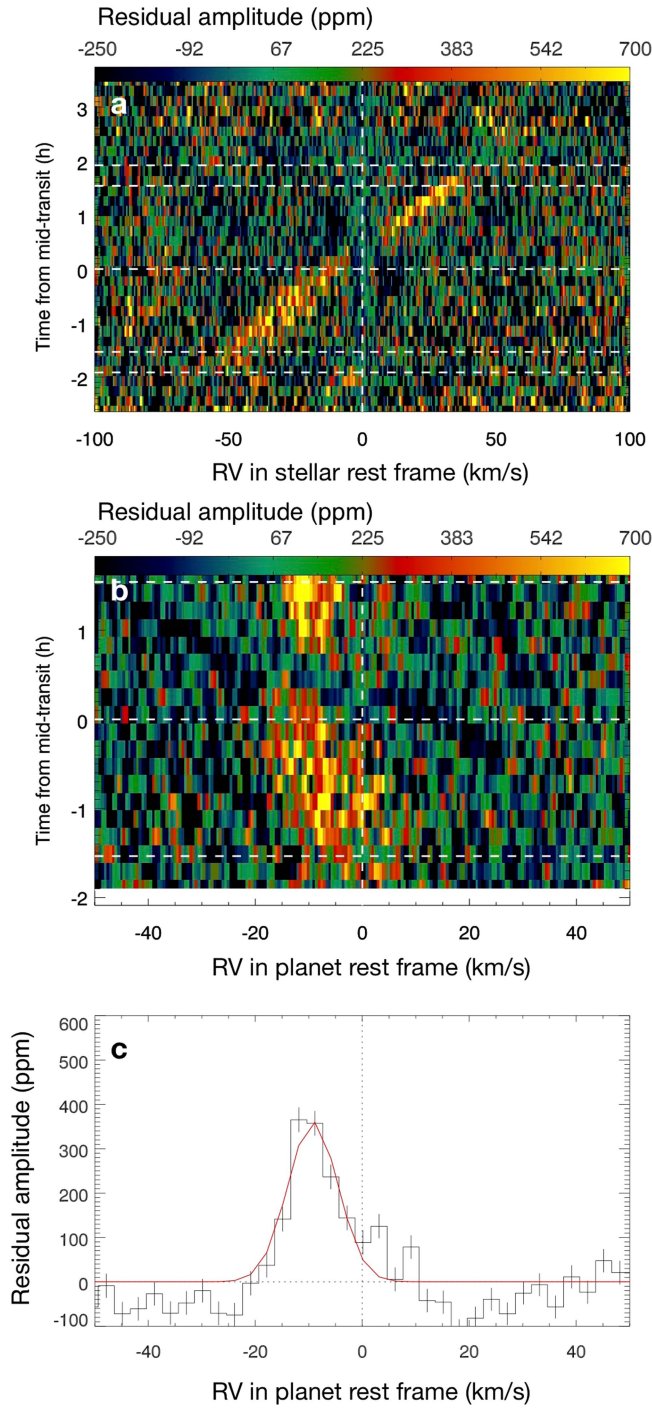 Residual amplitude (ppm)
-250 -92 67 225 383 542 700
a
3
2
1
0
-1
-2
Time from mid-transit (h)
-100 -50 0 50 100
RV in stellar rest frame (km/s)
Residual amplitude (ppm)
-250 -92 67 225 383 542 700
b
1
0
-1
-2
Time from mid-transit (h)
-40 -20 0 20 40
RV in planet rest frame (km/s)
c
600
500
400
300
200
100
0
-100
Residual amplitude (ppm)
-40 -20 0 20 40
RV in planet rest frame (km/s)